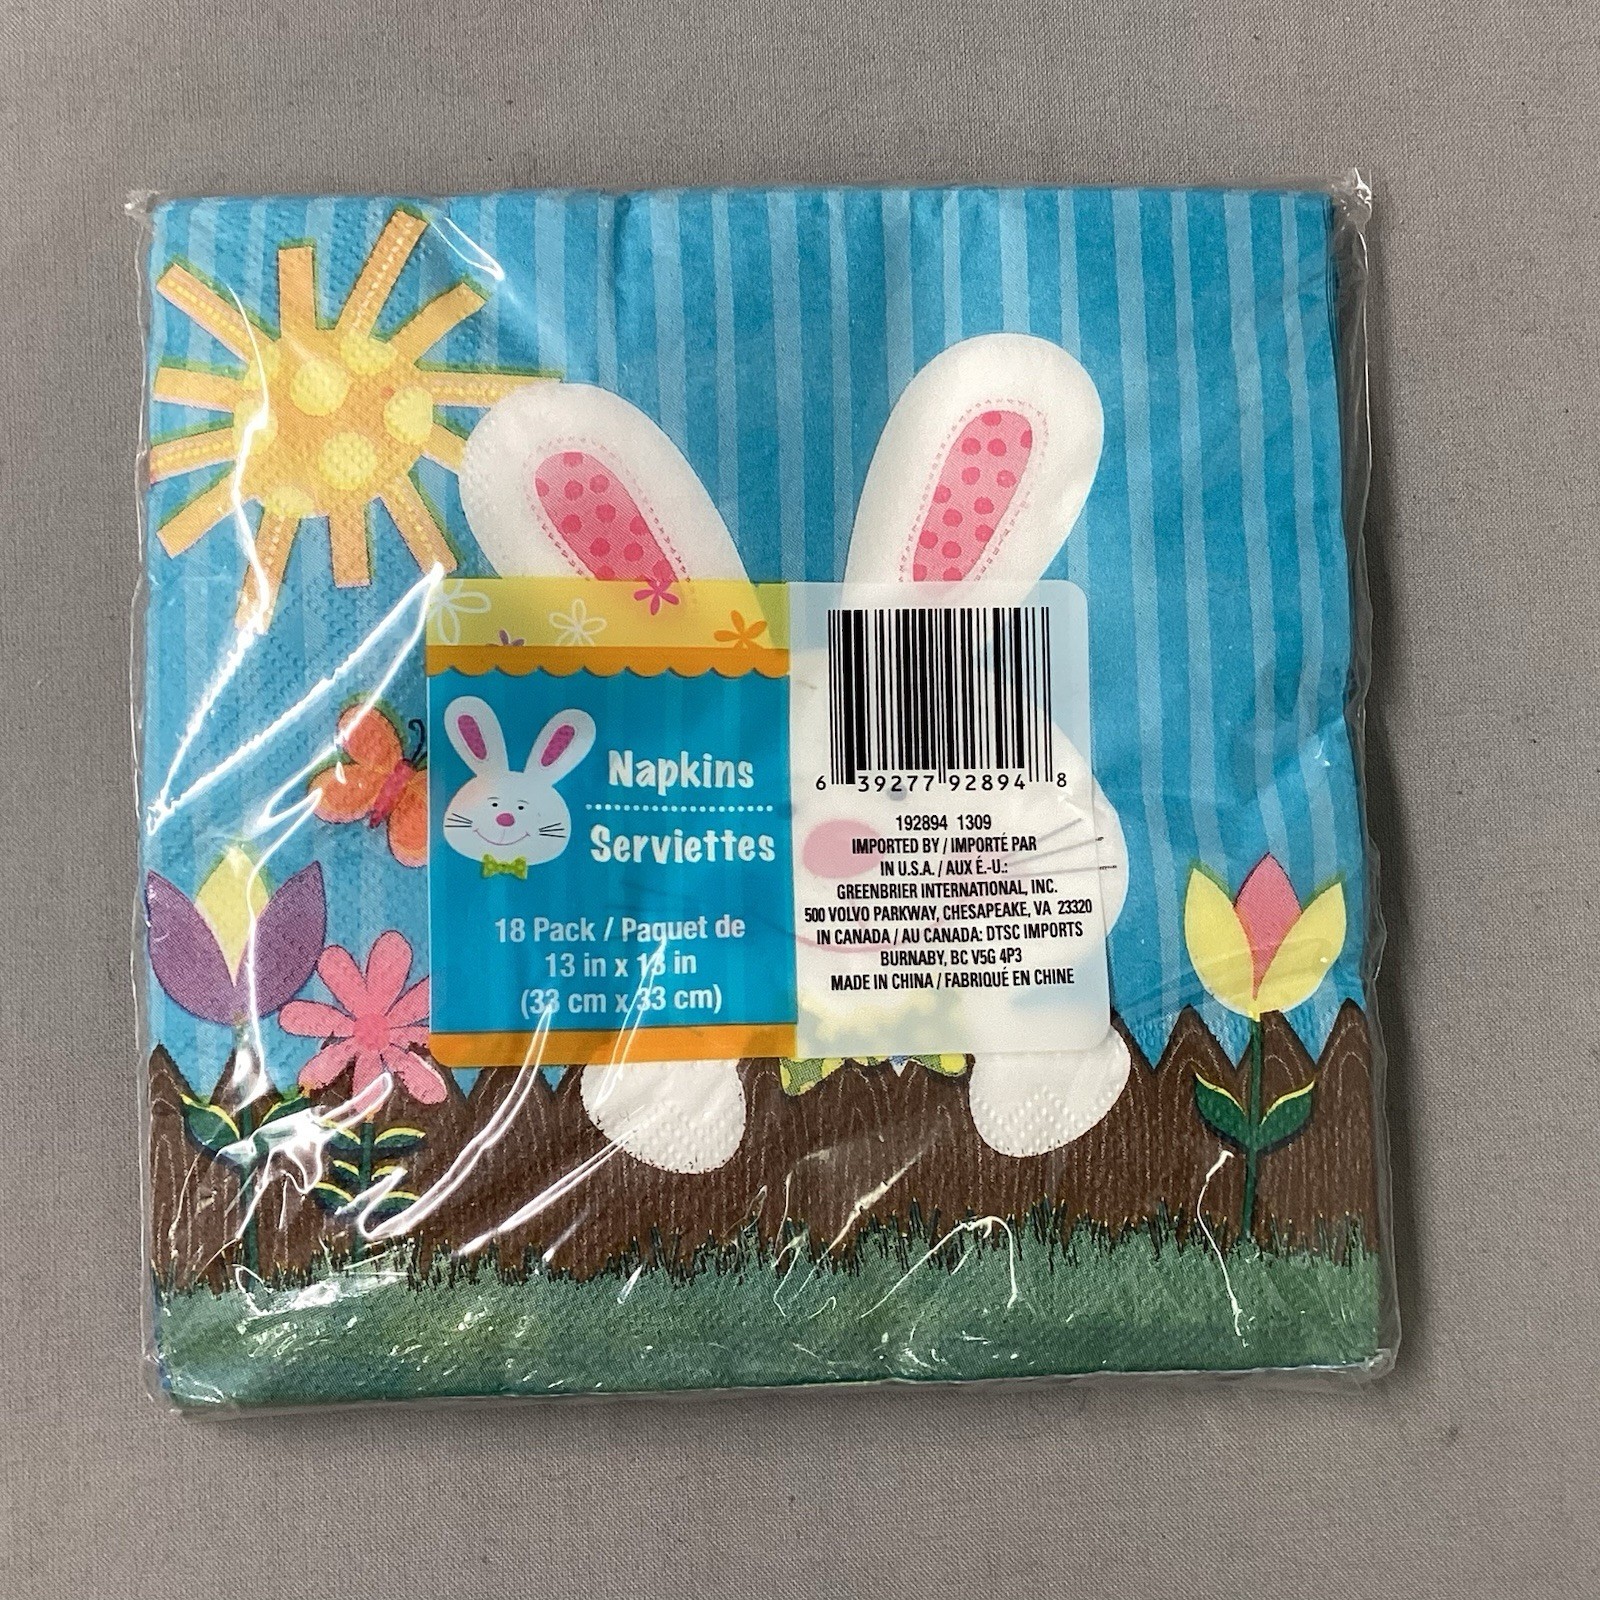 Napkins
Serviettes
18 Pack / Paquet de
13 in x 13 in
(33 cm x 33 cm)
6 39277 92894 8
192894 1309
IMPORTED BY / IMPORTÉ PAR
IN U.S.A. / AUX É.-U.:
GREENBRIER INTERNATIONAL, INC.
500 VOLVO PARKWAY, CHESAPEAKE, VA 23320
IN CANADA / AU CANADA: DTSC IMPORTS
BURNABY, BC V5G 4P3
MADE IN CHINA / FABRIQUÉ EN CHINE